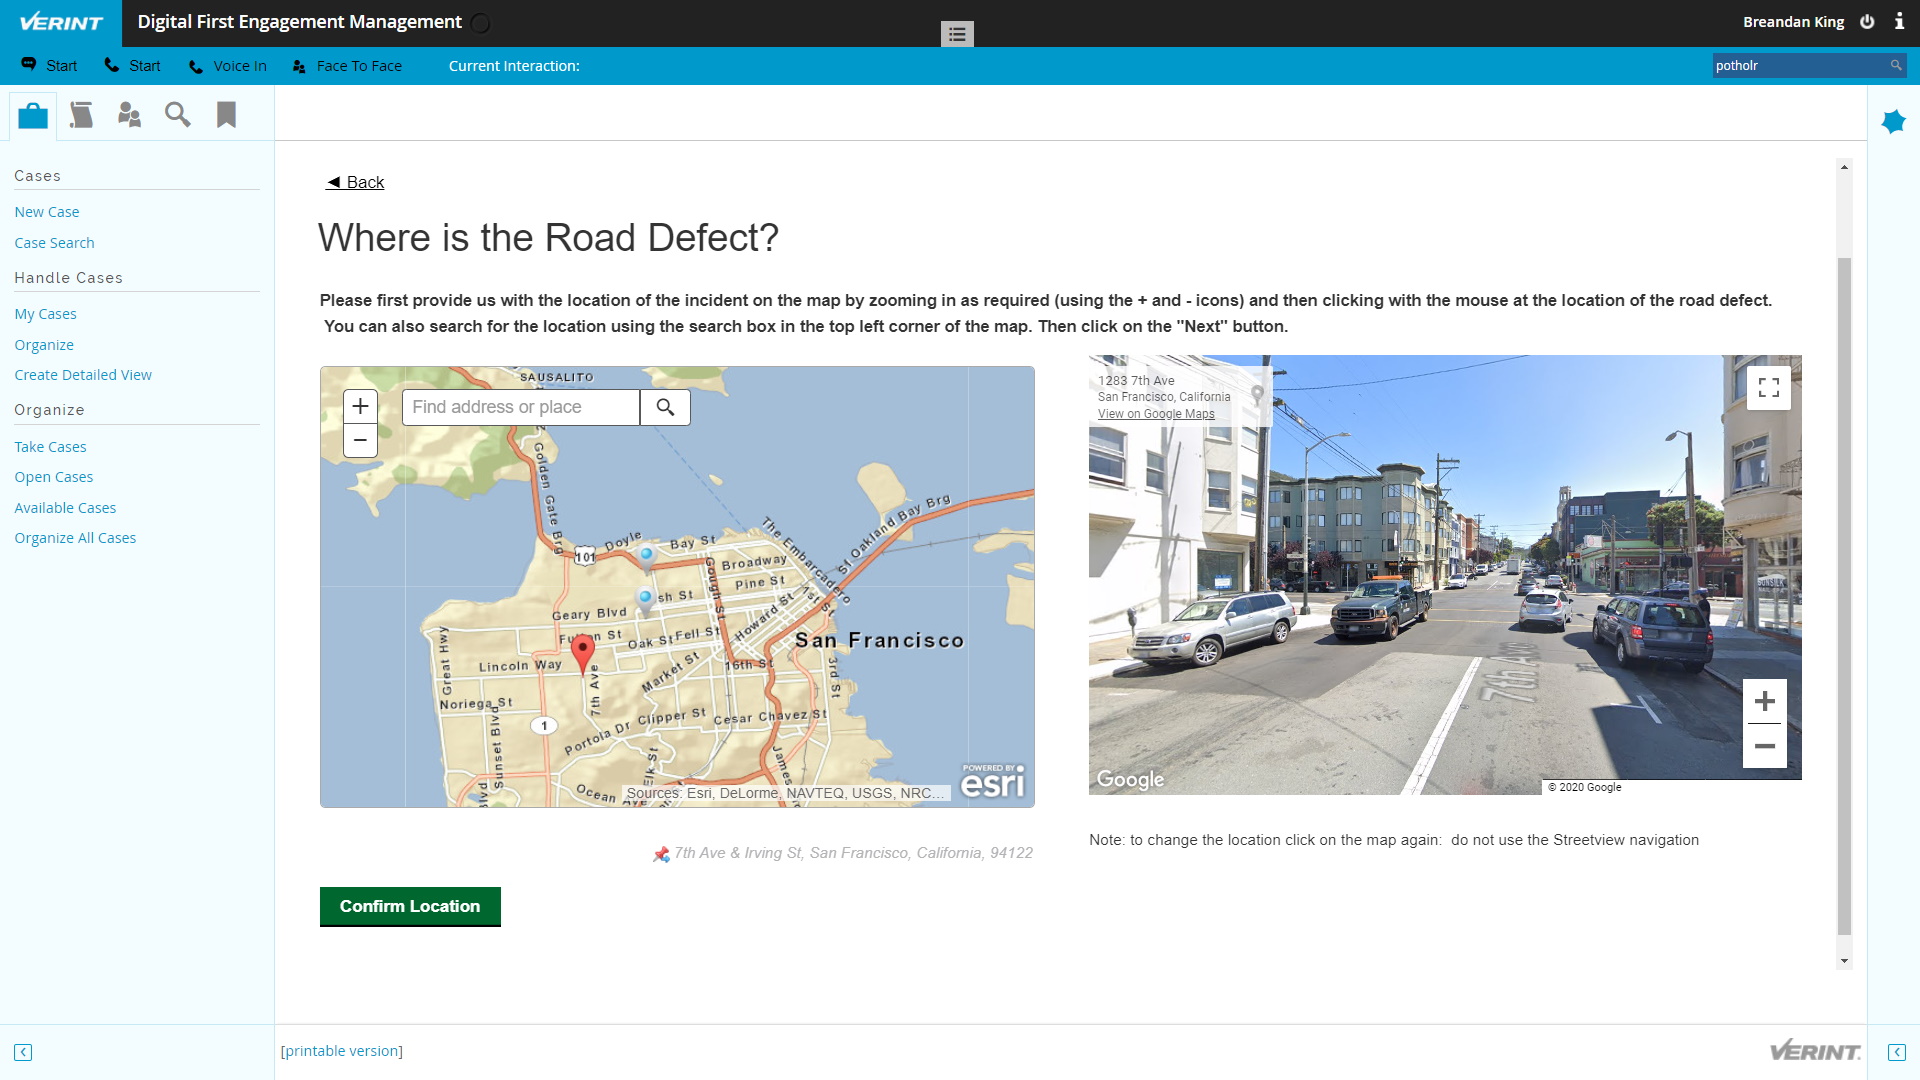 VERINT
Digital First Engagement Management
Breandan King
Start
Start
Voice In
Face To Face
Current Interaction:
potholr
Cases
New Case
Case Search
Handle Cases
My Cases
Organize
Create Detailed View
Organize
Take Cases
Open Cases
Available Cases
Organize All Cases
◄ Back
Where is the Road Defect?
Please first provide us with the location of the incident on the map by zooming in as required (using the + and - icons) and then clicking with the mouse at the location of the road defect.
You can also search for the location using the search box in the top left corner of the map. Then click on the "Next" button.
SAUSALITO
+
Find address or place
−
Golden Gate Brg
Sf Oakland Bay Brg
The Embarcadero
101
Doyle
Bay St
Broadway
Gough St
Pine St
sh St
1st St
Geary Blvd
Howard St
Fulton St
Oak St
Fell St
San Francisco
Great Hwy
Lincoln Way
16th St
Market St
3rd St
7th Ave
Noriega St
1
Clipper St
Cesar Chavez St
Portola Dr
Sunset Blvd
Elk St
James
Blvd
Ocean Ave
Sources: Esri, DeLorme, NAVTEQ, USGS, NRC...
POWERED BY
esri
7th Ave & Irving St, San Francisco, California, 94122
Confirm Location
1283 7th Ave
San Francisco, California
View on Google Maps
7th Ave
Google
© 2020 Google
Note: to change the location click on the map again: do not use the Streetview navigation
[printable version]
VERINT